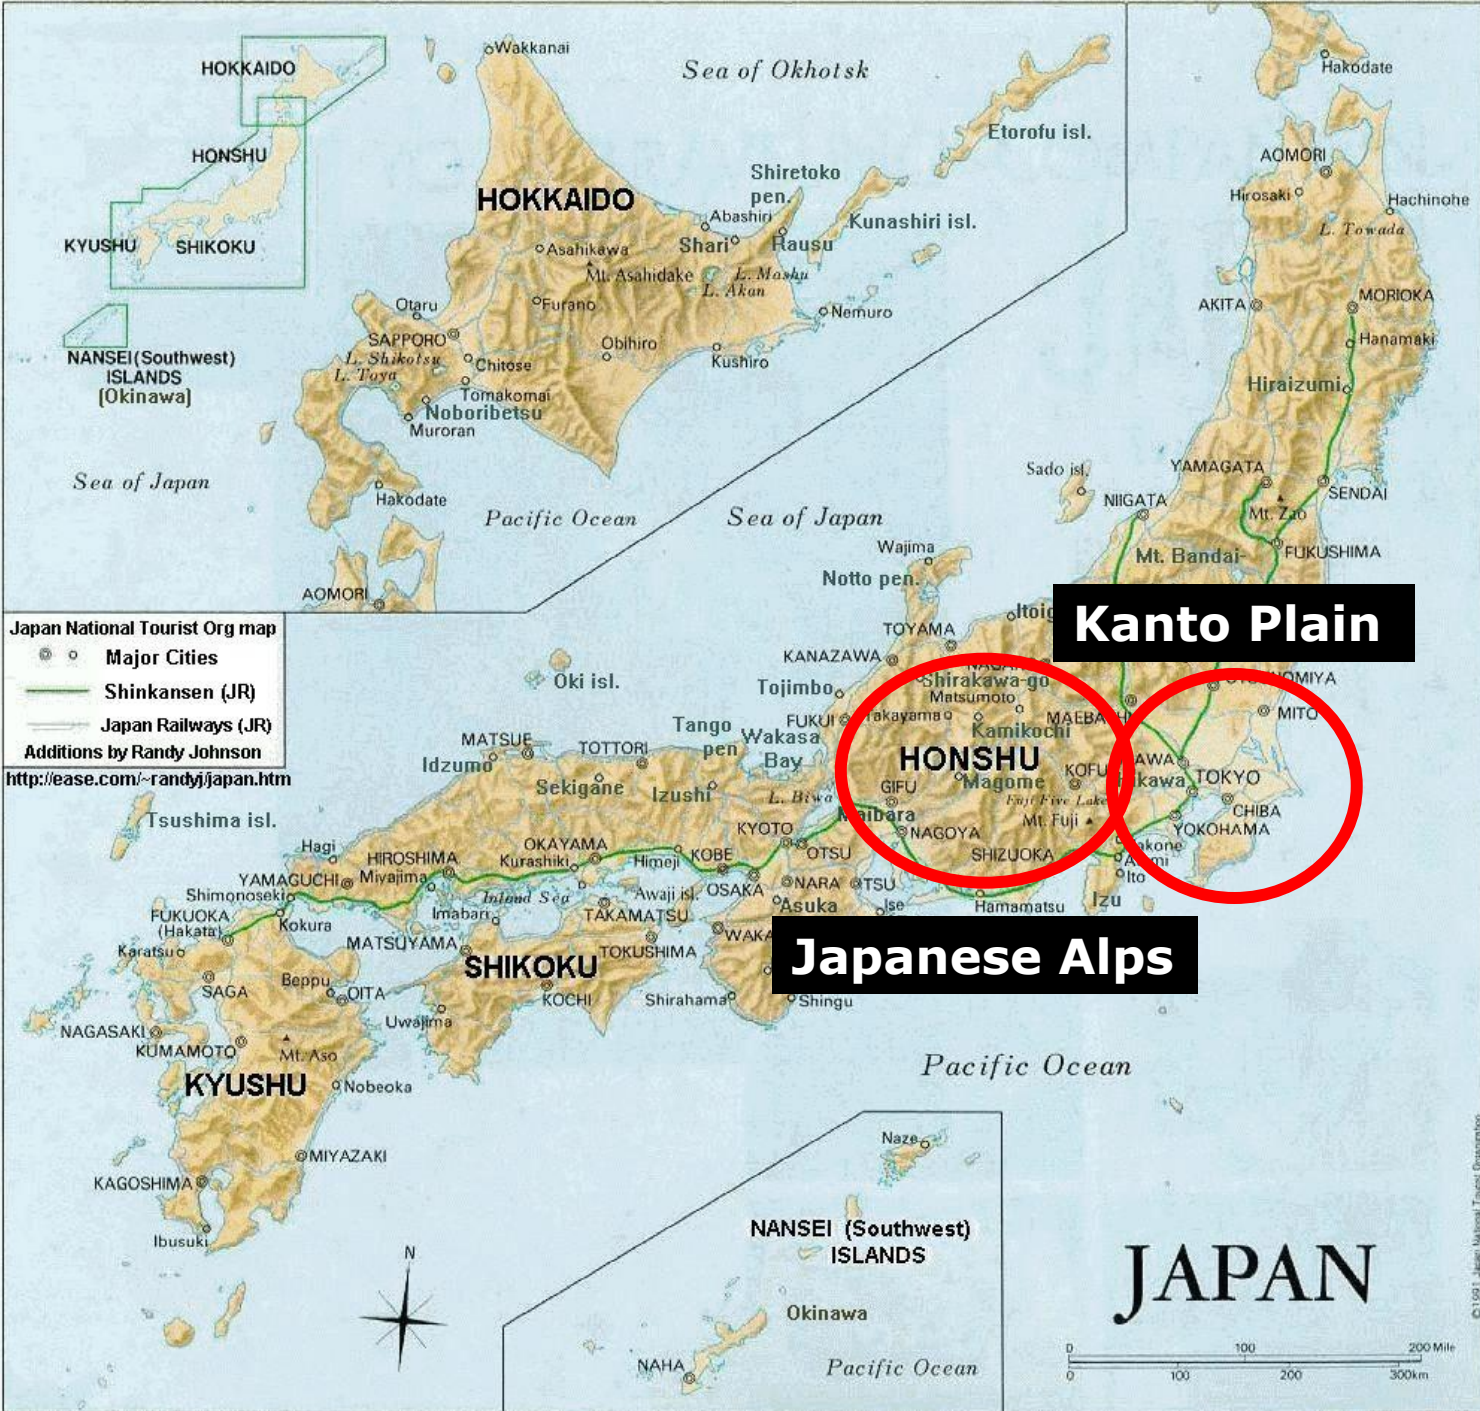 HOKKAIDO
HONSHU
KYUSHU
SHIKOKU
NANSEI (Southwest)
ISLANDS
(Okinawa)
Sea of Japan
Wakkanai
Sea of Okhotsk
Etorofu isl.
Shiretoko
pen.
Kunashiri isl.
HOKKAIDO
Abashiri
Shari
Rausu
Asahikawa
Mt. Asahidake
L. Mashu
L. Akan
Furano
Nemuro
Otaru
SAPPORO
L. Shikotsu
L. Toya
Chitose
Obihiro
Kushiro
Tomakomai
Noboribetsu
Muroran
Hakodate
Pacific Ocean
AOMORI
Hakodate
AOMORI
Hirosaki
Hachinohe
L. Towada
AKITA
MORIOKA
Hanamaki
Hiraizumi
Sado isl.
YAMAGATA
SENDAI
NIIGATA
Mt. Zao
Sea of Japan
Mt. Bandai-
FUKUSHIMA
Wajima
Notto pen.
Kanto Plain
Japan National Tourist Org map
Major Cities
Shinkansen (JR)
Japan Railways (JR)
Additions by Randy Johnson
http://ease.com/~randyj/japan.htm
TOYAMA
KANAZAWA
Shirakawa-go
Matsumoto
Oki isl.
Tojimbo
MITO
FUKUI
Takayama
Kamikochi
MAEBASHI
Tango
pen
Wakasa
Bay
MATSUE
Idzumo
TOTTORI
HONSHU
Sekigane
Izushi
L. Biwa
GIFU
Magome
KOFU
TOKYO
Fuji Five Lake
CHIBA
Tsushima isl.
Maibara
Mt. Fuji
YOKOHAMA
KYOTO
NAGOYA
Hagi
HIROSHIMA
OKAYAMA
Kurashiki
Himeji
KOBE
OTSU
SHIZUOKA
YAMAGUCHI
Miyajima
Shimonoseki
Inland Sea
Awaji isl.
OSAKA
NARA
TSU
Ito
Asuka
Ise
Hamamatsu
Izu
FUKUOKA
(Hakata)
Kokura
Imabari
TAKAMATSU
Karatsu
MATSUYAMA
TOKUSHIMA
Japanese Alps
SHIKOKU
SAGA
Beppu
OITA
KOCHI
Shirahama
Shingu
Uwajima
NAGASAKI
KUMAMOTO
Mt. Aso
Pacific Ocean
KYUSHU
Nobeoka
MIYAZAKI
Naze
KAGOSHIMA
Ibusuki
NANSEI (Southwest)
ISLANDS
N
JAPAN
Okinawa
NAHA
Pacific Ocean
0 100 200 Mile
0 100 200 300km
©1991 Japan National Tourist Organization